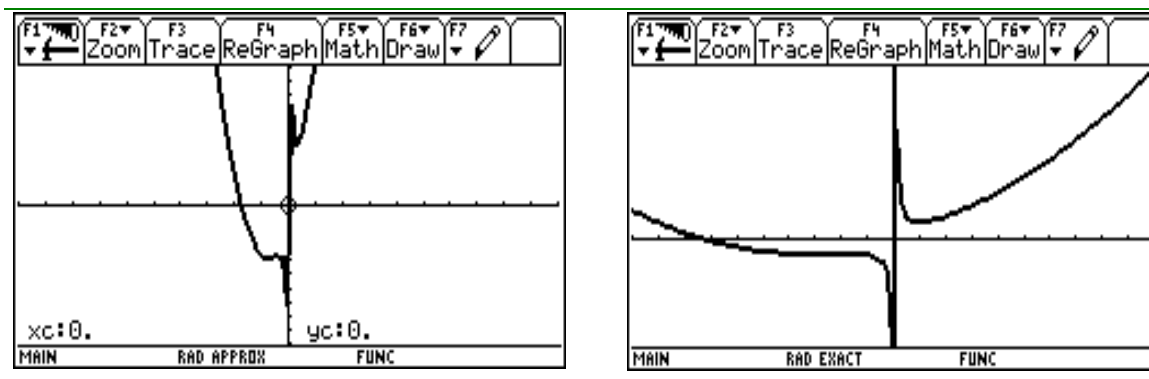 F1▼ F2▼ Zoom F3 Trace F4 ReGraph F5▼ Math F6▼ Draw F7▼
xc:0. yc:0.
MAIN RAD APPROX FUNC
F1▼ F2▼ Zoom F3 Trace F4 ReGraph F5▼ Math F6▼ Draw F7▼
MAIN RAD EXACT FUNC